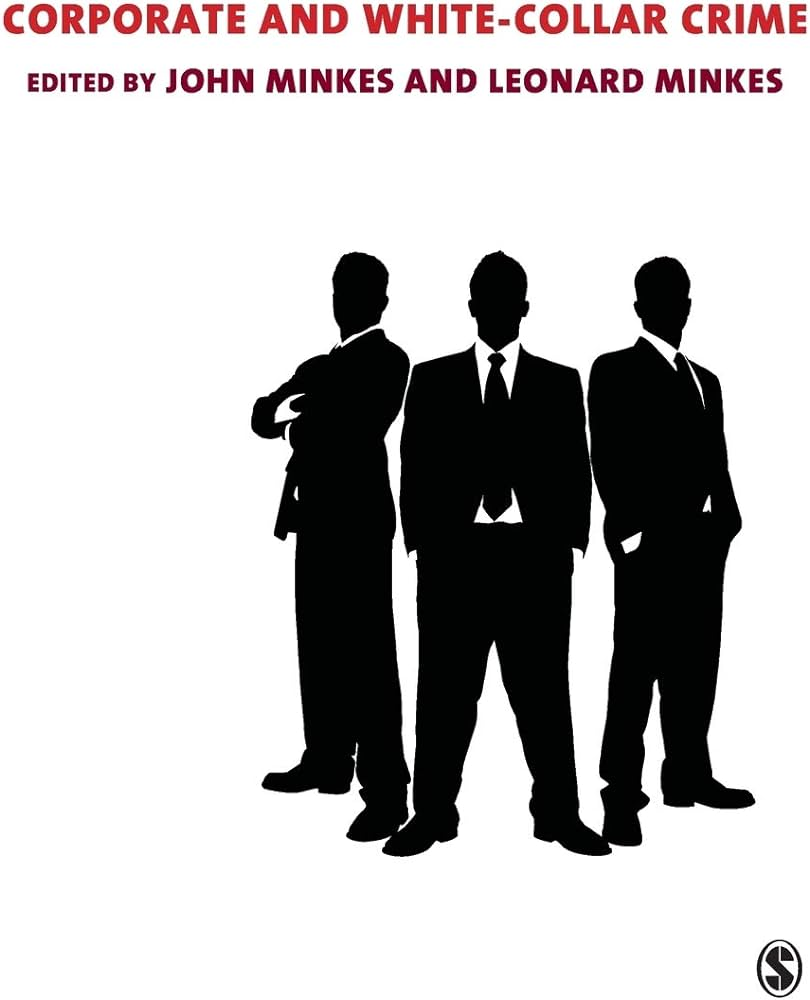 CORPORATE AND WHITE-COLLAR CRIME
EDITED BY JOHN MINKES AND LEONARD MINKES
S